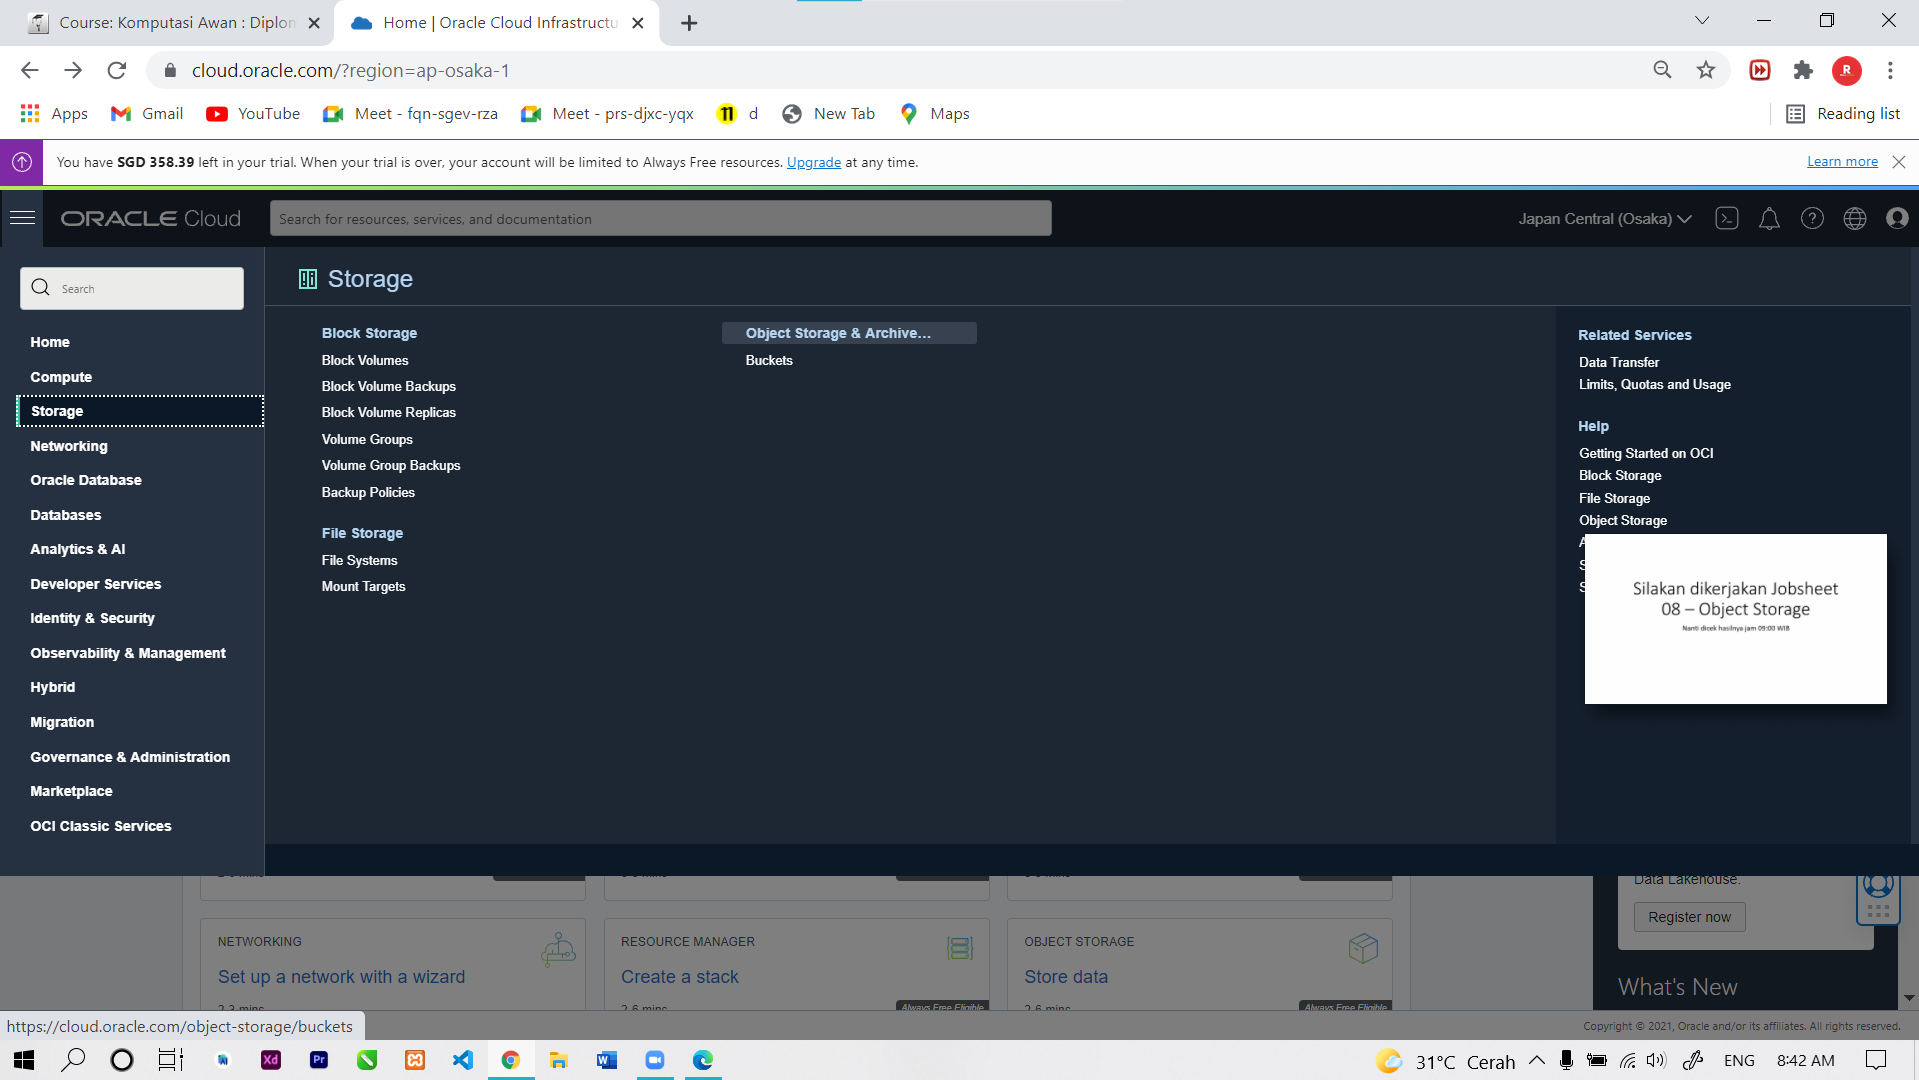 Course: Komputasi Awan : Diplon
Home | Oracle Cloud Infrastructu
cloud.oracle.com/?region=ap-osaka-1
R
Apps
Gmail
YouTube
Meet - fqn-sgev-rza
Meet - prs-djxc-yqx
d
New Tab
Maps
Reading list
You have SGD 358.39 left in your trial. When your trial is over, your account will be limited to Always Free resources. Upgrade at any time.
Learn more
ORACLE Cloud
Search for resources, services, and documentation
Japan Central (Osaka)
Search
Home
Compute
Storage
Networking
Oracle Database
Databases
Analytics & AI
Developer Services
Identity & Security
Observability & Management
Hybrid
Migration
Governance & Administration
Marketplace
OCI Classic Services
Storage
Block Storage
Block Volumes
Block Volume Backups
Block Volume Replicas
Volume Groups
Volume Group Backups
Backup Policies
File Storage
File Systems
Mount Targets
Object Storage & Archive...
Buckets
Related Services
Data Transfer
Limits, Quotas and Usage
Help
Getting Started on OCI
Block Storage
File Storage
Object Storage
Silakan dikerjakan Jobsheet
08 – Object Storage
Nanti dicek hasilnya jam 09:00 WIB
NETWORKING
Set up a network with a wizard
2-3 mins
RESOURCE MANAGER
Create a stack
2-6 mins
Always Free Eligible
OBJECT STORAGE
Store data
2-6 mins
Always Free Eligible
Data Lakehouse.
Register now
What's New
https://cloud.oracle.com/object-storage/buckets
Copyright © 2021, Oracle and/or its affiliates. All rights reserved.
Xd
Pr
31°C Cerah
ENG
8:42 AM